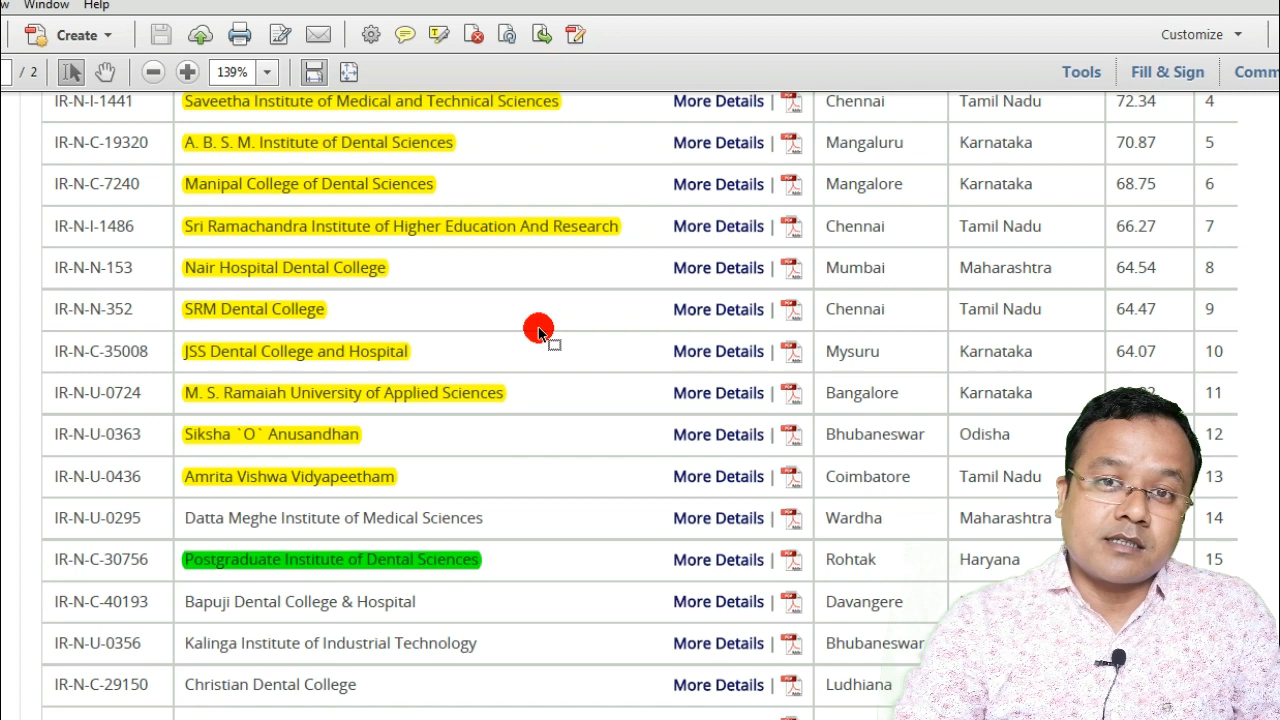 w Window Help
Create Customize
/ 2 139% Tools Fill & Sign Comm
IR-N-I-1441 Saveetha Institute of Medical and Technical Sciences More Details | Chennai Tamil Nadu 72.34 4
IR-N-C-19320 A. B. S. M. Institute of Dental Sciences More Details | Mangaluru Karnataka 70.87 5
IR-N-C-7240 Manipal College of Dental Sciences More Details | Mangalore Karnataka 68.75 6
IR-N-I-1486 Sri Ramachandra Institute of Higher Education And Research More Details | Chennai Tamil Nadu 66.27 7
IR-N-N-153 Nair Hospital Dental College More Details | Mumbai Maharashtra 64.54 8
IR-N-N-352 SRM Dental College More Details | Chennai Tamil Nadu 64.47 9
IR-N-C-35008 JSS Dental College and Hospital More Details | Mysuru Karnataka 64.07 10
IR-N-U-0724 M. S. Ramaiah University of Applied Sciences More Details | Bangalore Karnataka 11
IR-N-U-0363 Siksha `O` Anusandhan More Details | Bhubaneswar Odisha 12
IR-N-U-0436 Amrita Vishwa Vidyapeetham More Details | Coimbatore Tamil Nadu 13
IR-N-U-0295 Datta Meghe Institute of Medical Sciences More Details | Wardha Maharashtra 14
IR-N-C-30756 Postgraduate Institute of Dental Sciences More Details | Rohtak Haryana 15
IR-N-C-40193 Bapuji Dental College & Hospital More Details | Davangere
IR-N-U-0356 Kalinga Institute of Industrial Technology More Details | Bhubaneswar
IR-N-C-29150 Christian Dental College More Details | Ludhiana